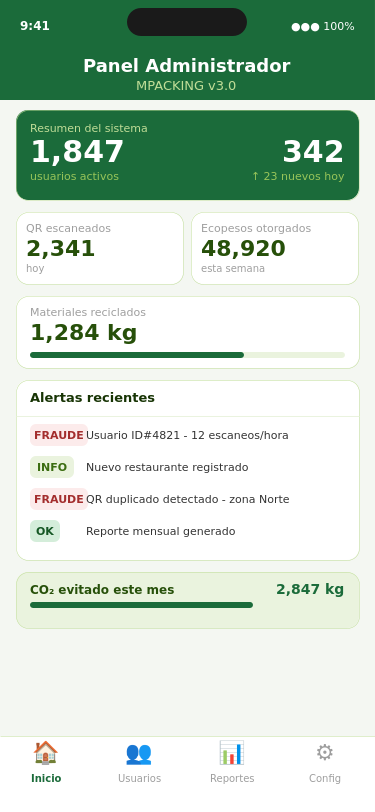 9:41 ●●● 100%
Panel Administrador
MPACKING v3.0
Resumen del sistema
1,847 342
usuarios activos ↑ 23 nuevos hoy
QR escaneados
2,341
hoy
Ecopesos otorgados
48,920
esta semana
Materiales reciclados
1,284 kg
Alertas recientes
FRAUDE Usuario ID#4821 - 12 escaneos/hora
INFO Nuevo restaurante registrado
FRAUDE QR duplicado detectado - zona Norte
OK Reporte mensual generado
CO₂ evitado este mes 2,847 kg
Inicio Usuarios Reportes Config